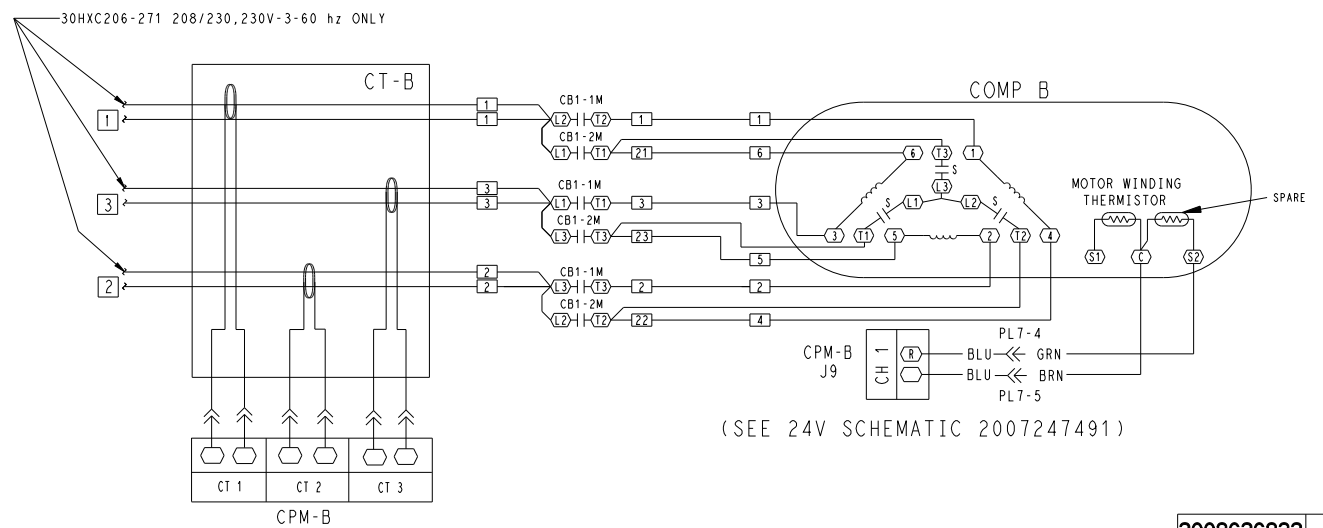 30HXC206-271 208/230,230V-3-60 hz ONLY
CT-B
COMP B
1
3
2
1
1
CB1-1M
L2 T2 1 1
CB1-2M
L1 T1 21 6
3
3
CB1-1M
L1 T1 3 3
CB1-2M
L3 T3 23
5
2
2
CB1-1M
L3 T3 2 2
CB1-2M
L2 T2 22 4
6 T3 1
S
L3
L1 L2
S S
3 T1 5 2 T2 4
MOTOR WINDING
THERMISTOR
SPARE
S1 C S2
CPM-B
J9
CH 1
R
PL7-4
BLU GRN
BLU BRN
PL7-5
(SEE 24V SCHEMATIC 2007247491)
CT 1 CT 2 CT 3
CPM-B